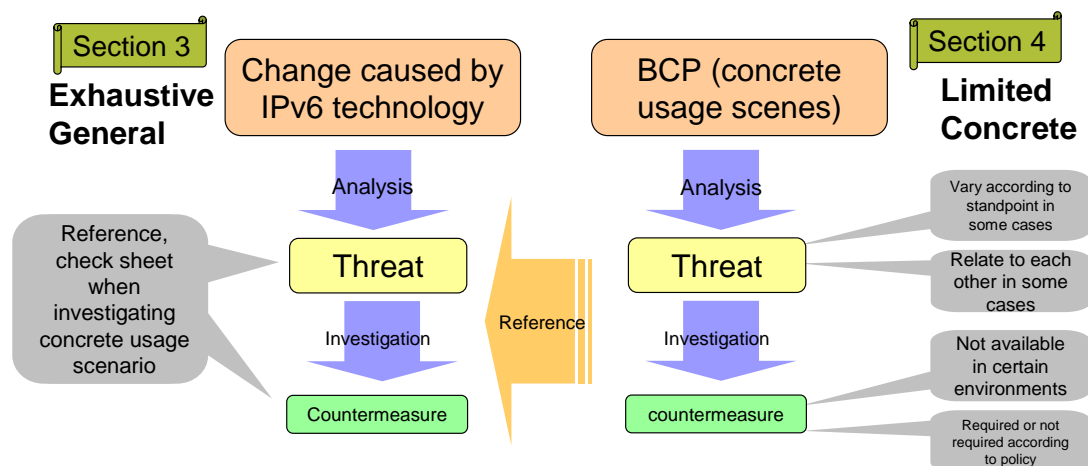 Section 3
Exhaustive
General
Change caused by
IPv6 technology
Analysis
Threat
Investigation
Countermeasure
Reference,
check sheet
when
investigating
concrete usage
scenario
Reference
Section 4
Limited
Concrete
BCP (concrete
usage scenes)
Analysis
Threat
Investigation
countermeasure
Vary according to
standpoint in
some cases
Relate to each
other in some
cases
Not available
in certain
environments
Required or not
required according
to policy